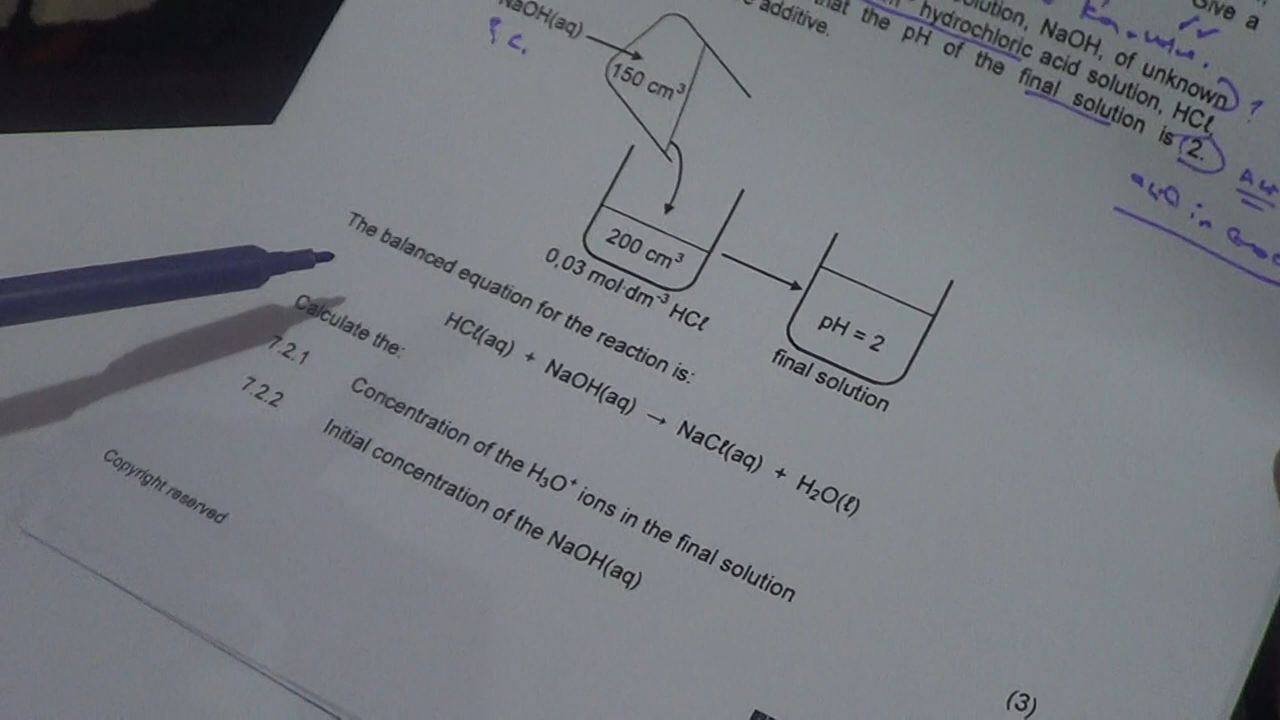 Give a
olution, NaOH, of unknown ?
hydrochloric acid solution, HCℓ,
at the pH of the final solution is 2.
additive.
NaOH(aq)
? c.
150 cm³
200 cm³
0,03 mol·dm⁻³ HCℓ
pH = 2
final solution
The balanced equation for the reaction is:
HCℓ(aq) + NaOH(aq) → NaCℓ(aq) + H₂O(ℓ)
Calculate the:
7.2.1 Concentration of the H₃O⁺ ions in the final solution
7.2.2 Initial concentration of the NaOH(aq)
(3)
Copyright reserved